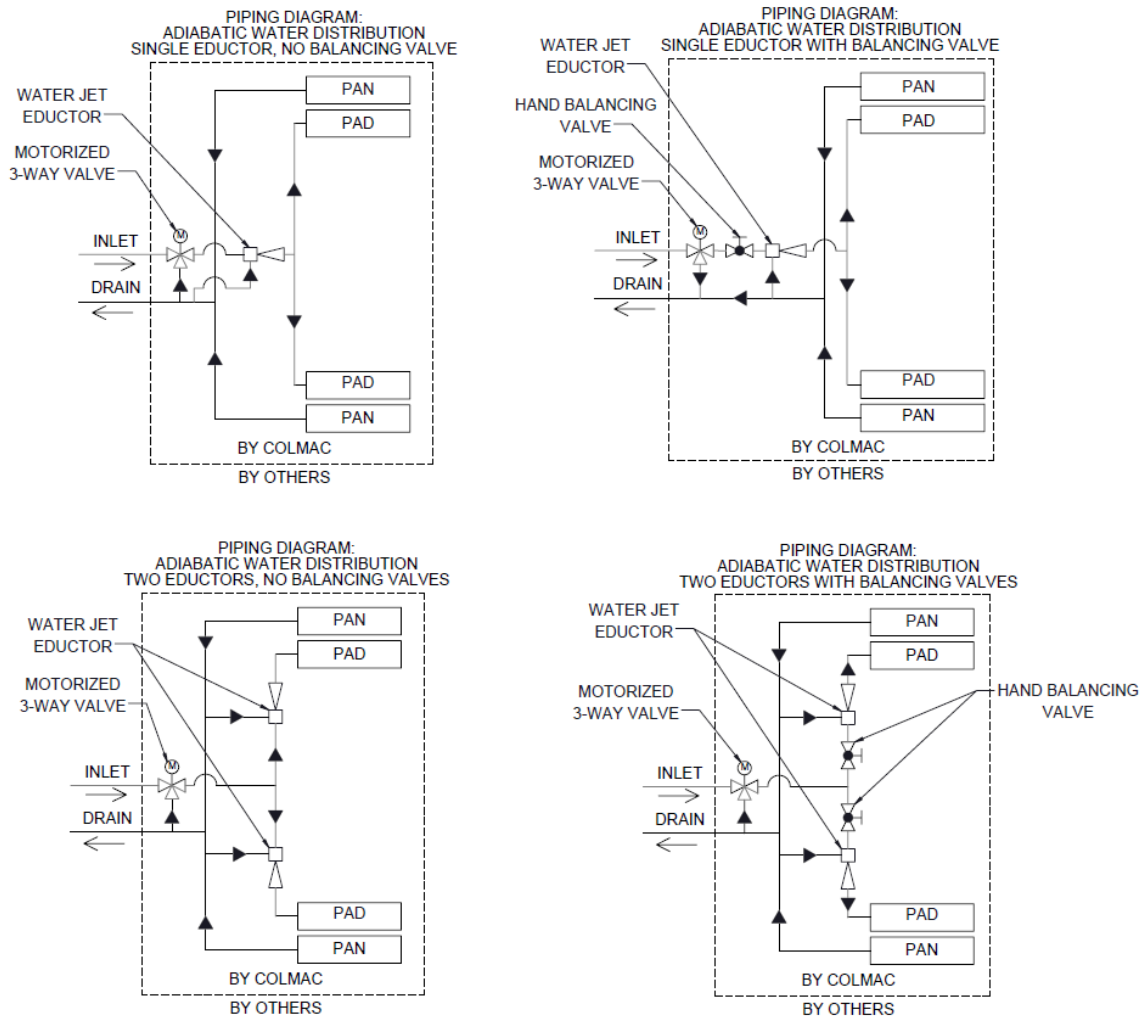 PIPING DIAGRAM:
ADIABATIC WATER DISTRIBUTION
SINGLE EDUCTOR, NO BALANCING VALVE
WATER JET
EDUCTOR
MOTORIZED
3-WAY VALVE
M
INLET
DRAIN
PAN
PAD
PAD
PAN
BY COLMAC
BY OTHERS
PIPING DIAGRAM:
ADIABATIC WATER DISTRIBUTION
SINGLE EDUCTOR WITH BALANCING VALVE
WATER JET
EDUCTOR
HAND BALANCING
VALVE
MOTORIZED
3-WAY VALVE
M
INLET
DRAIN
PAN
PAD
PAD
PAN
BY COLMAC
BY OTHERS
PIPING DIAGRAM:
ADIABATIC WATER DISTRIBUTION
TWO EDUCTORS, NO BALANCING VALVES
WATER JET
EDUCTOR
MOTORIZED
3-WAY VALVE
M
INLET
DRAIN
PAN
PAD
PAD
PAN
BY COLMAC
BY OTHERS
PIPING DIAGRAM:
ADIABATIC WATER DISTRIBUTION
TWO EDUCTORS WITH BALANCING VALVES
WATER JET
EDUCTOR
MOTORIZED
3-WAY VALVE
M
INLET
DRAIN
PAN
PAD
HAND BALANCING
VALVE
PAD
PAN
BY COLMAC
BY OTHERS